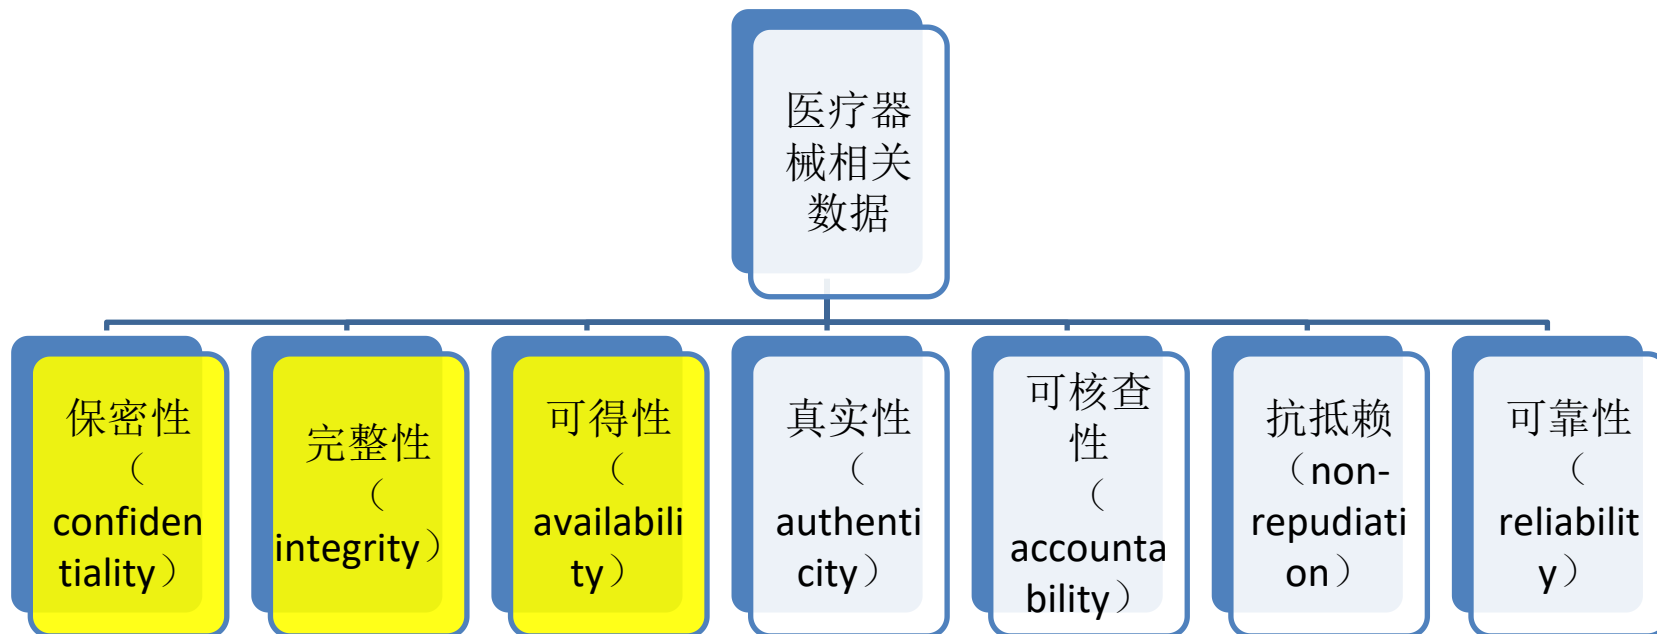 医疗器
械相关
数据
保密性
（
confiden
tiality）
完整性
（
integrity）
可得性
（
availabili
ty）
真实性
（
authenti
city）
可核查
性
（
accounta
bility）
抗抵赖
（non-
repudiati
on）
可靠性
（
reliabilit
y）